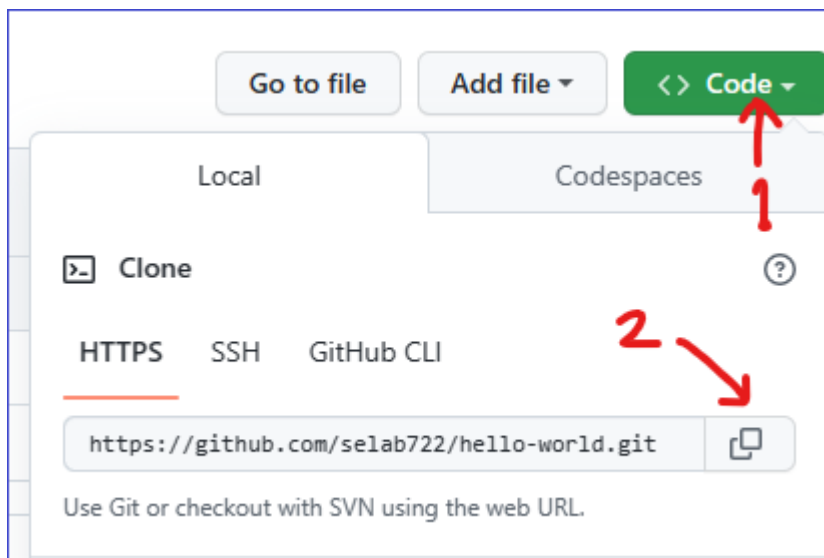 Go to file Add file <> Code
1
Local Codespaces
Clone
2
HTTPS SSH GitHub CLI
https://github.com/selab722/hello-world.git
Use Git or checkout with SVN using the web URL.